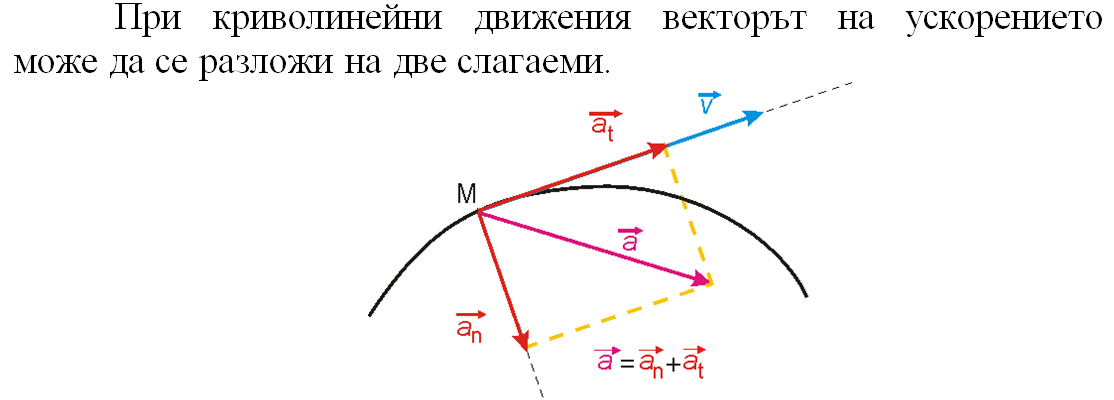 При криволинейни движения векторът на ускорението
може да се разложи на две слагаеми.
v
a_t
M
a
a_n
a = a_n + a_t